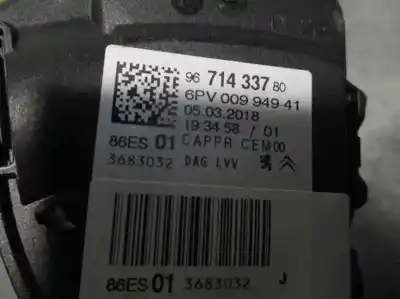 96 714 337 80
6PV 009 949-41
05.03.2018
19:34:58 / 01
86ES 01 CAPPR CEM00
3683032 DAG LVV
86ES 01 3683032 J